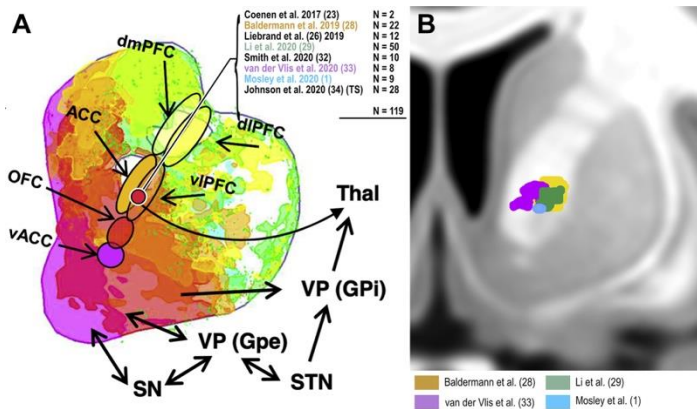 A
Coenen et al. 2017 (23) N = 2
Baldermann et al. 2019 (28) N = 22
Liebrand et al. (26) 2019 N = 12
Li et al. 2020 (29) N = 50
Smith et al. 2020 (32) N = 10
van der Vlis et al. 2020 (33) N = 8
Mosley et al. 2020 (1) N = 9
Johnson et al. 2020 (34) (TS) N = 28
N = 119
dmPFC
dlPFC
ACC
vlPFC
OFC
vACC
Thal
VP (GPi)
VP (Gpe)
SN
STN
B
Baldermann et al. (28)
Li et al. (29)
van der Vlis et al. (33)
Mosley et al. (1)